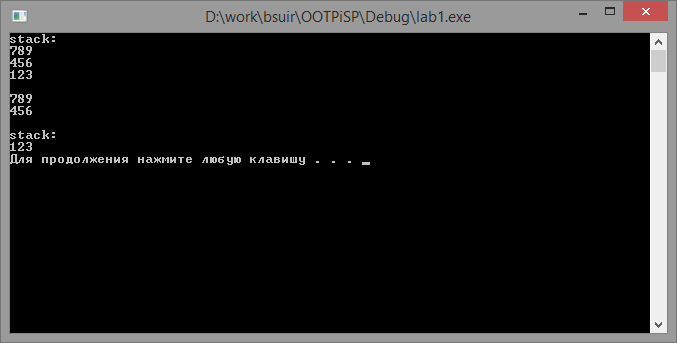 D:\work\bsuir\OOTPiSP\Debug\lab1.exe
stack:
789
456
123
789
456
stack:
123
Для продолжения нажмите любую клавишу . . . _